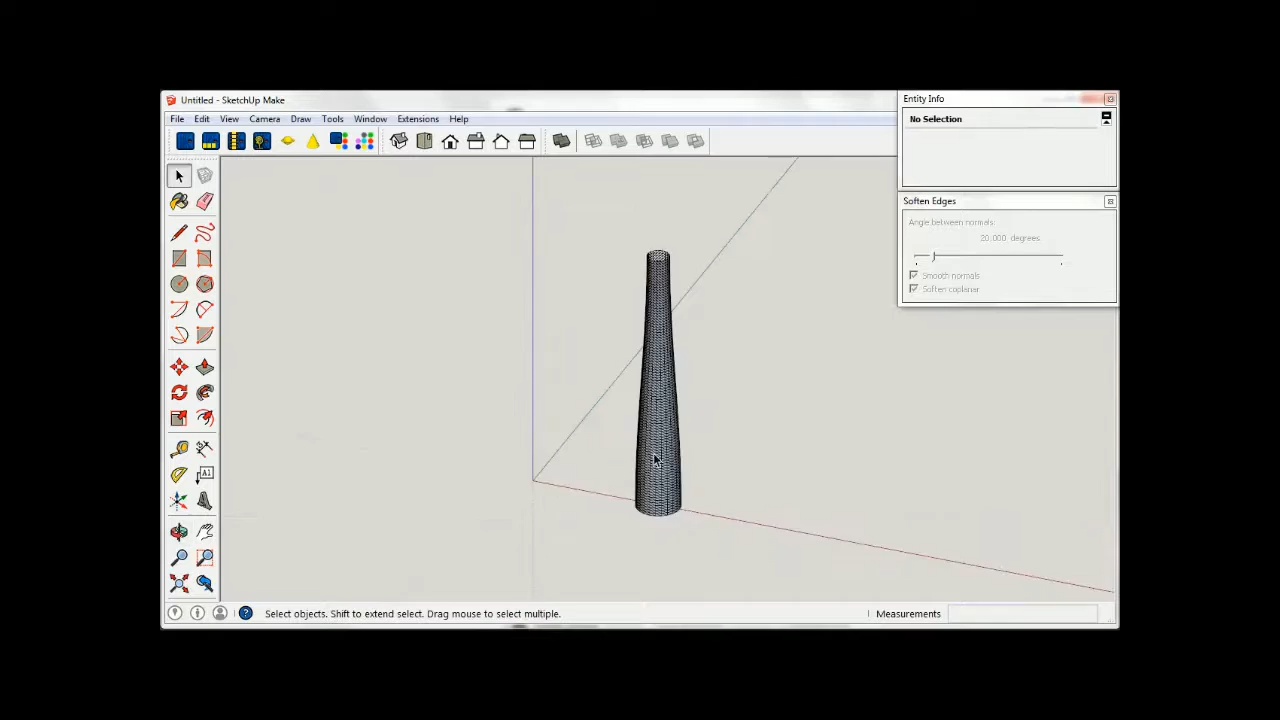 Untitled - SketchUp Make
File Edit View Camera Draw Tools Window Extensions Help
Entity Info
No Selection
Soften Edges
Angle between normals:
20.000 degrees
Smooth normals
Soften coplanar
A1
Select objects. Shift to extend select. Drag mouse to select multiple.
Measurements